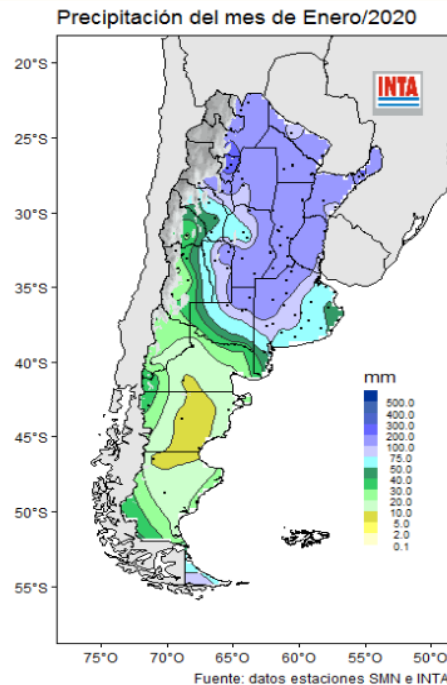 Precipitación del mes de Enero/2020
INTA
20°S
25°S
30°S
35°S
40°S
45°S
50°S
55°S
mm
500.0
400.0
300.0
200.0
100.0
75.0
50.0
40.0
30.0
20.0
10.0
5.0
2.0
0.1
75°O 70°O 65°O 60°O 55°O 50°O
Fuente: datos estaciones SMN e INTA